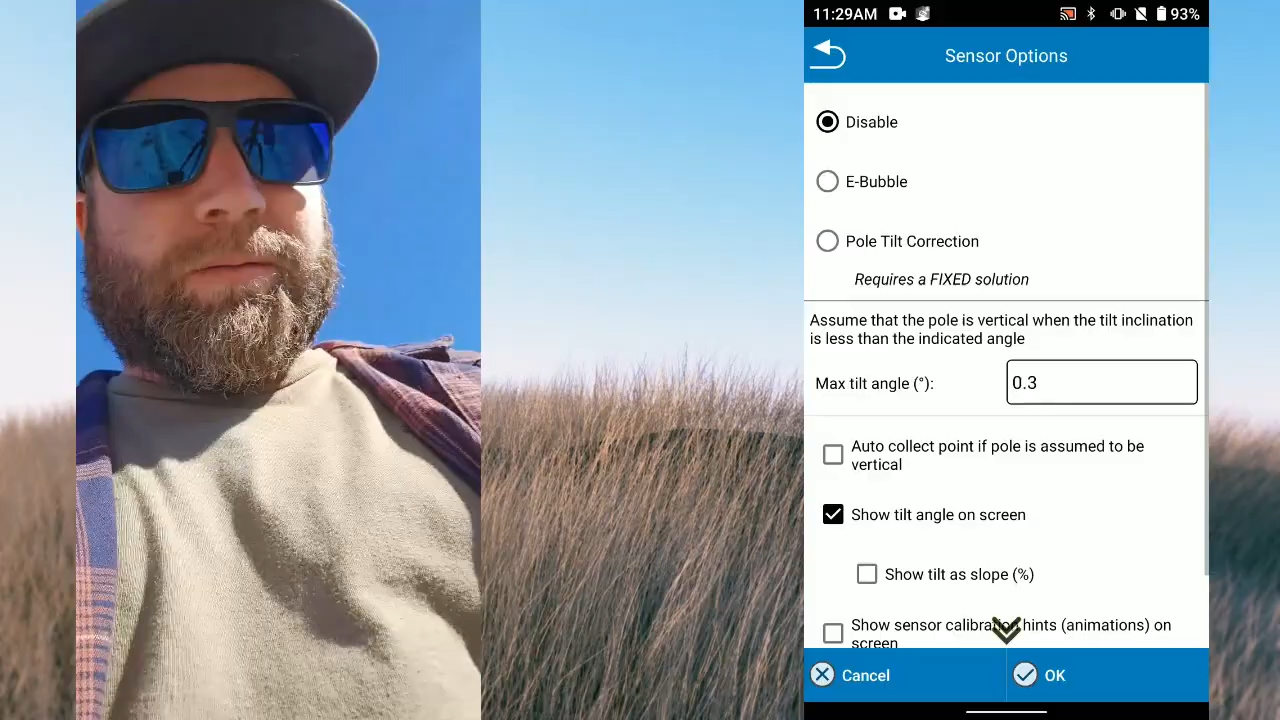 11:29AM
93%
Sensor Options
Disable
E-Bubble
Pole Tilt Correction
Requires a FIXED solution
Assume that the pole is vertical when the tilt inclination
is less than the indicated angle
Max tilt angle (°):
0.3
Auto collect point if pole is assumed to be
vertical
Show tilt angle on screen
Show tilt as slope (%)
Show sensor calibra hints (animations) on
screen
Cancel
OK